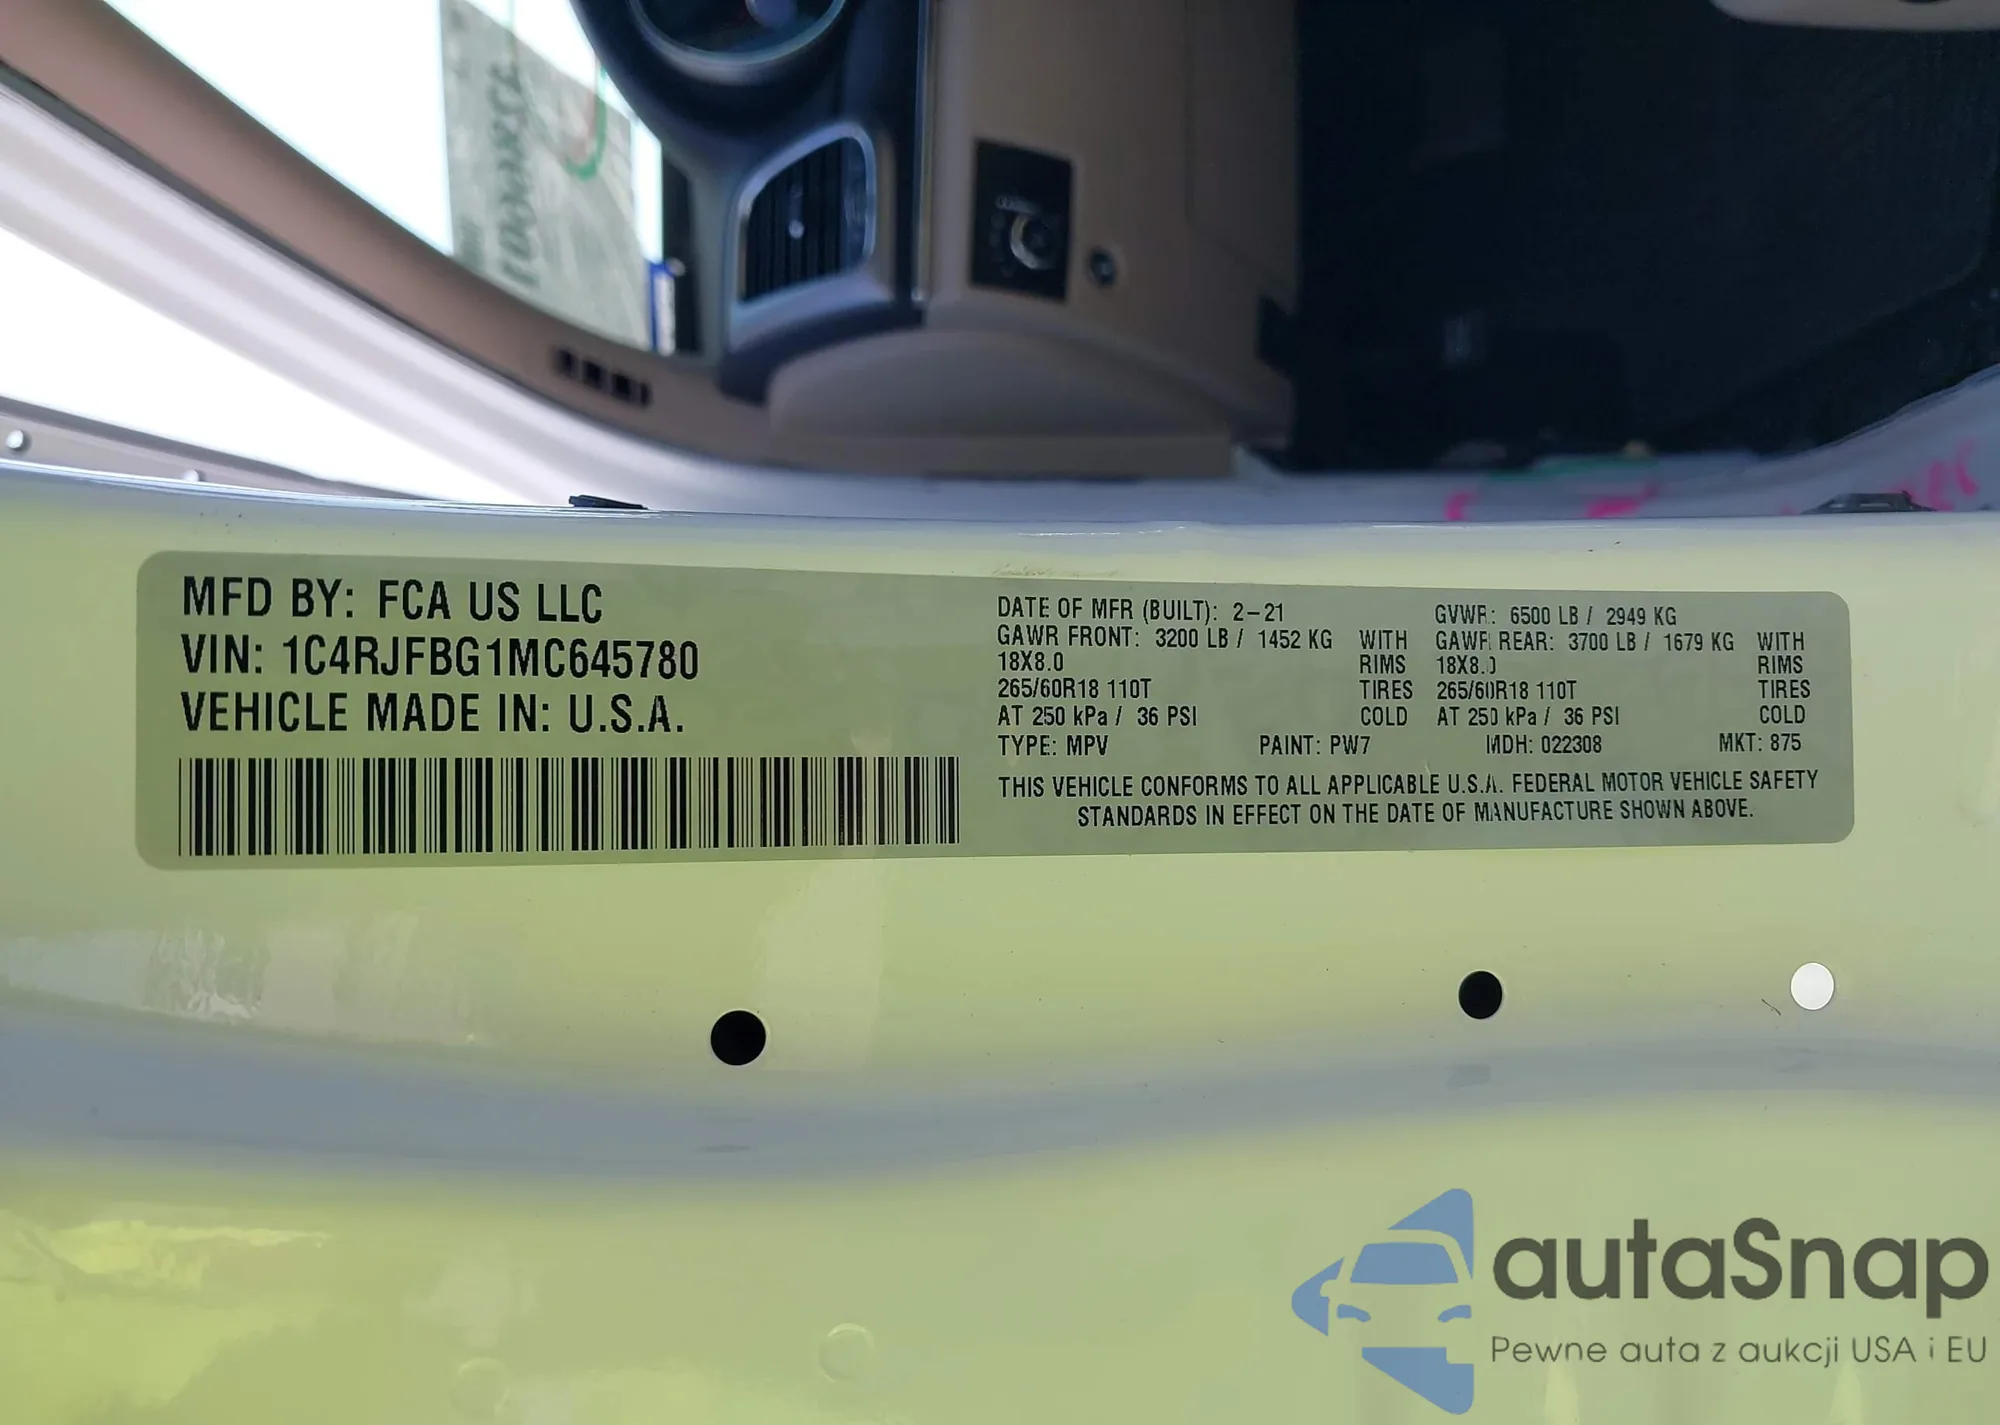 MFD BY: FCA US LLC
VIN: 1C4RJFBG1MC645780
VEHICLE MADE IN: U.S.A.
DATE OF MFR (BUILT): 2-21 GVWR: 6500 LB / 2949 KG
GAWR FRONT: 3200 LB / 1452 KG WITH GAWR REAR: 3700 LB / 1679 KG WITH
18X8.0 RIMS 18X8.0 RIMS
265/60R18 110T TIRES 265/60R18 110T TIRES
AT 250 kPa / 36 PSI COLD AT 250 kPa / 36 PSI COLD
TYPE: MPV PAINT: PW7 MDH: 022308 MKT: 875
THIS VEHICLE CONFORMS TO ALL APPLICABLE U.S.A. FEDERAL MOTOR VEHICLE SAFETY
STANDARDS IN EFFECT ON THE DATE OF MANUFACTURE SHOWN ABOVE.
autaSnap
Pewne auta z aukcji USA i EU